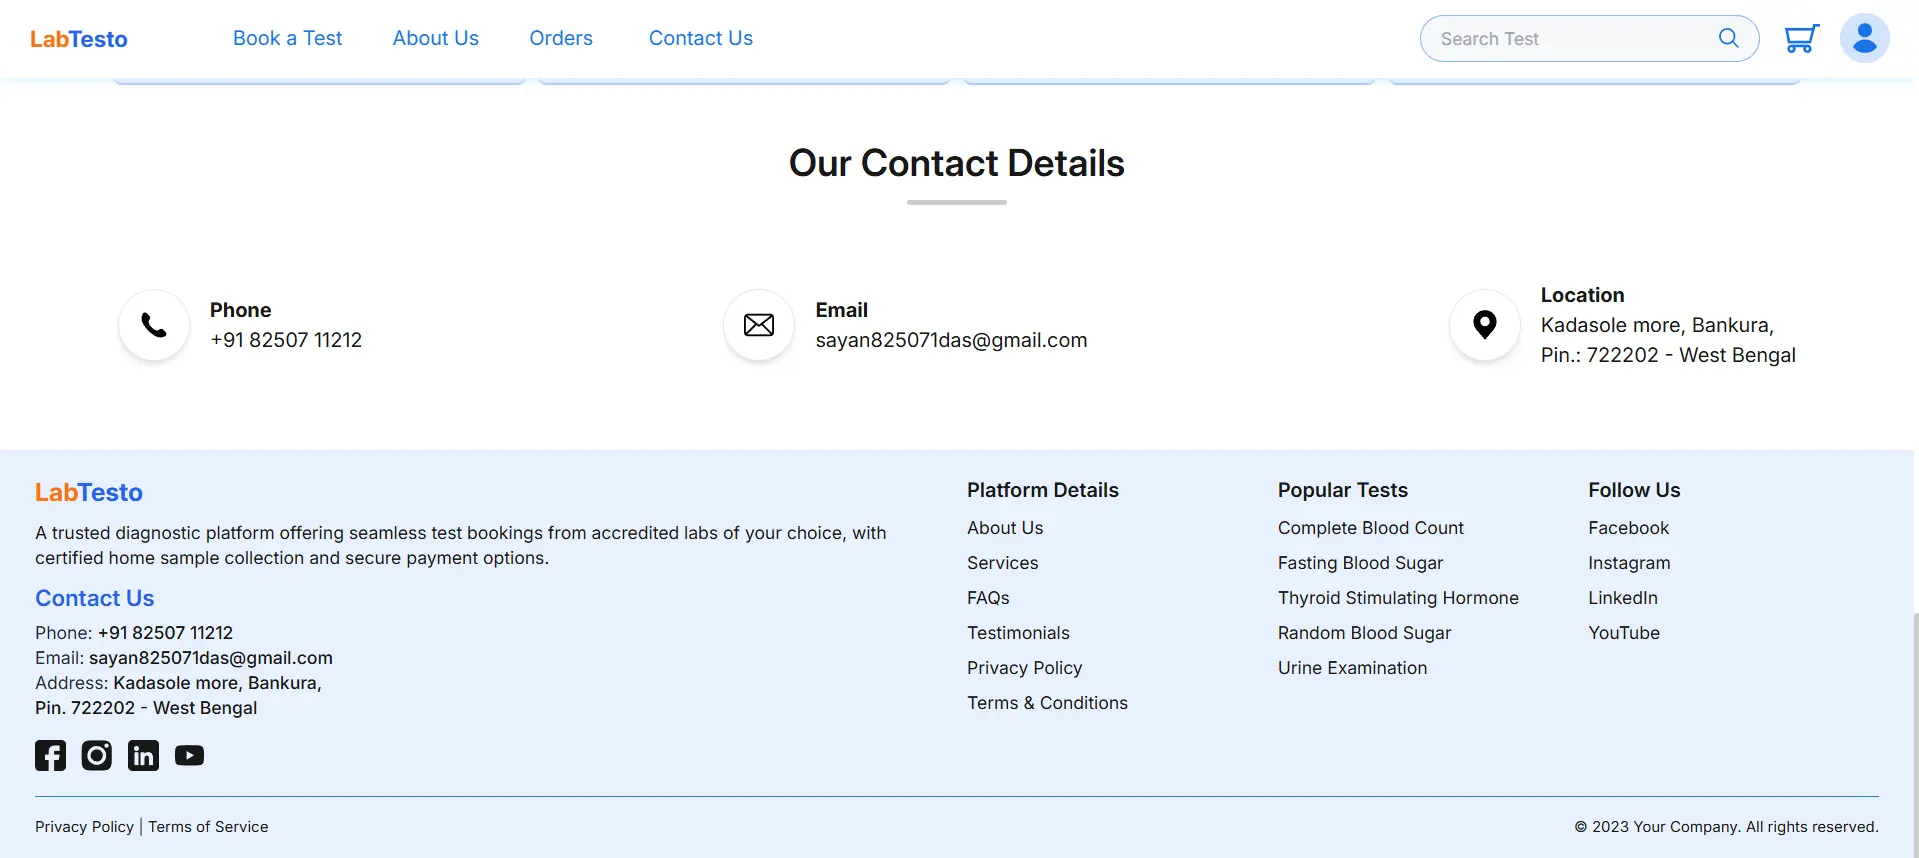 LabTesto
Book a Test
About Us
Orders
Contact Us
Search Test
Our Contact Details
Phone
+91 82507 11212
Email
sayan825071das@gmail.com
Location
Kadasole more, Bankura,
Pin.: 722202 - West Bengal
LabTesto
A trusted diagnostic platform offering seamless test bookings from accredited labs of your choice, with
certified home sample collection and secure payment options.
Contact Us
Phone: +91 82507 11212
Email: sayan825071das@gmail.com
Address: Kadasole more, Bankura,
Pin. 722202 - West Bengal
Platform Details
About Us
Services
FAQs
Testimonials
Privacy Policy
Terms & Conditions
Popular Tests
Complete Blood Count
Fasting Blood Sugar
Thyroid Stimulating Hormone
Random Blood Sugar
Urine Examination
Follow Us
Facebook
Instagram
LinkedIn
YouTube
Privacy Policy | Terms of Service
© 2023 Your Company. All rights reserved.